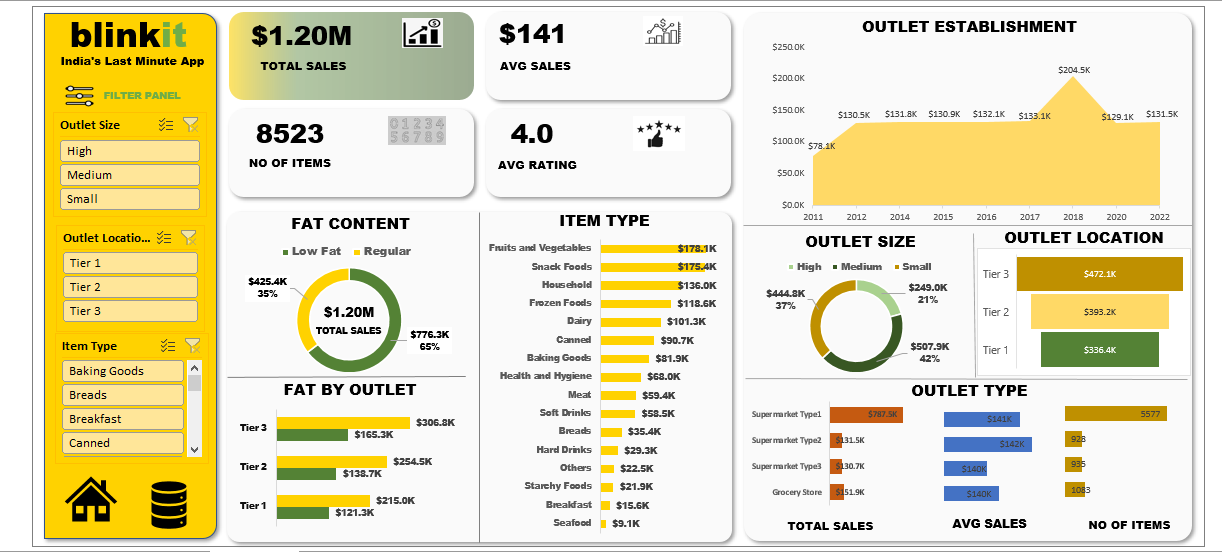 blinkit
India's Last Minute App
FILTER PANEL
Outlet Size
High
Medium
Small
Outlet Locatio...
Tier 1
Tier 2
Tier 3
Item Type
Baking Goods
Breads
Breakfast
Canned
$1.20M
TOTAL SALES
$141
AVG SALES
8523
NO OF ITEMS
0 1 2 3 4
5 6 7 8 9
4.0
AVG RATING
FAT CONTENT
Low Fat Regular
$425.4K
35%
$1.20M
TOTAL SALES
$776.3K
65%
FAT BY OUTLET
Tier 3
$306.8K
$165.3K
Tier 2
$254.5K
$138.7K
Tier 1
$215.0K
$121.3K
ITEM TYPE
Fruits and Vegetables $178.1K
Snack Foods $175.4K
Household $136.0K
Frozen Foods $118.6K
Dairy $101.3K
Canned $90.7K
Baking Goods $81.9K
Health and Hygiene $68.0K
Meat $59.4K
Soft Drinks $58.5K
Breads $35.4K
Hard Drinks $29.3K
Others $22.5K
Starchy Foods $21.9K
Breakfast $15.6K
Seafood $9.1K
OUTLET ESTABLISHMENT
$250.0K
$200.0K
$150.0K
$100.0K
$50.0K
$0.0K
$78.1K $130.5K $131.8K $130.9K $132.1K $133.1K $204.5K $129.1K $131.5K
2011 2012 2014 2015 2016 2017 2018 2020 2022
OUTLET SIZE
High Medium Small
$444.8K
37%
$249.0K
21%
$507.9K
42%
OUTLET LOCATION
Tier 3 $472.1K
Tier 2 $393.2K
Tier 1 $336.4K
OUTLET TYPE
Supermarket Type1 $787.5K $141K 5577
Supermarket Type2 $131.5K $142K 928
Supermarket Type3 $130.7K $140K 935
Grocery Store $151.9K $140K 1083
TOTAL SALES AVG SALES NO OF ITEMS